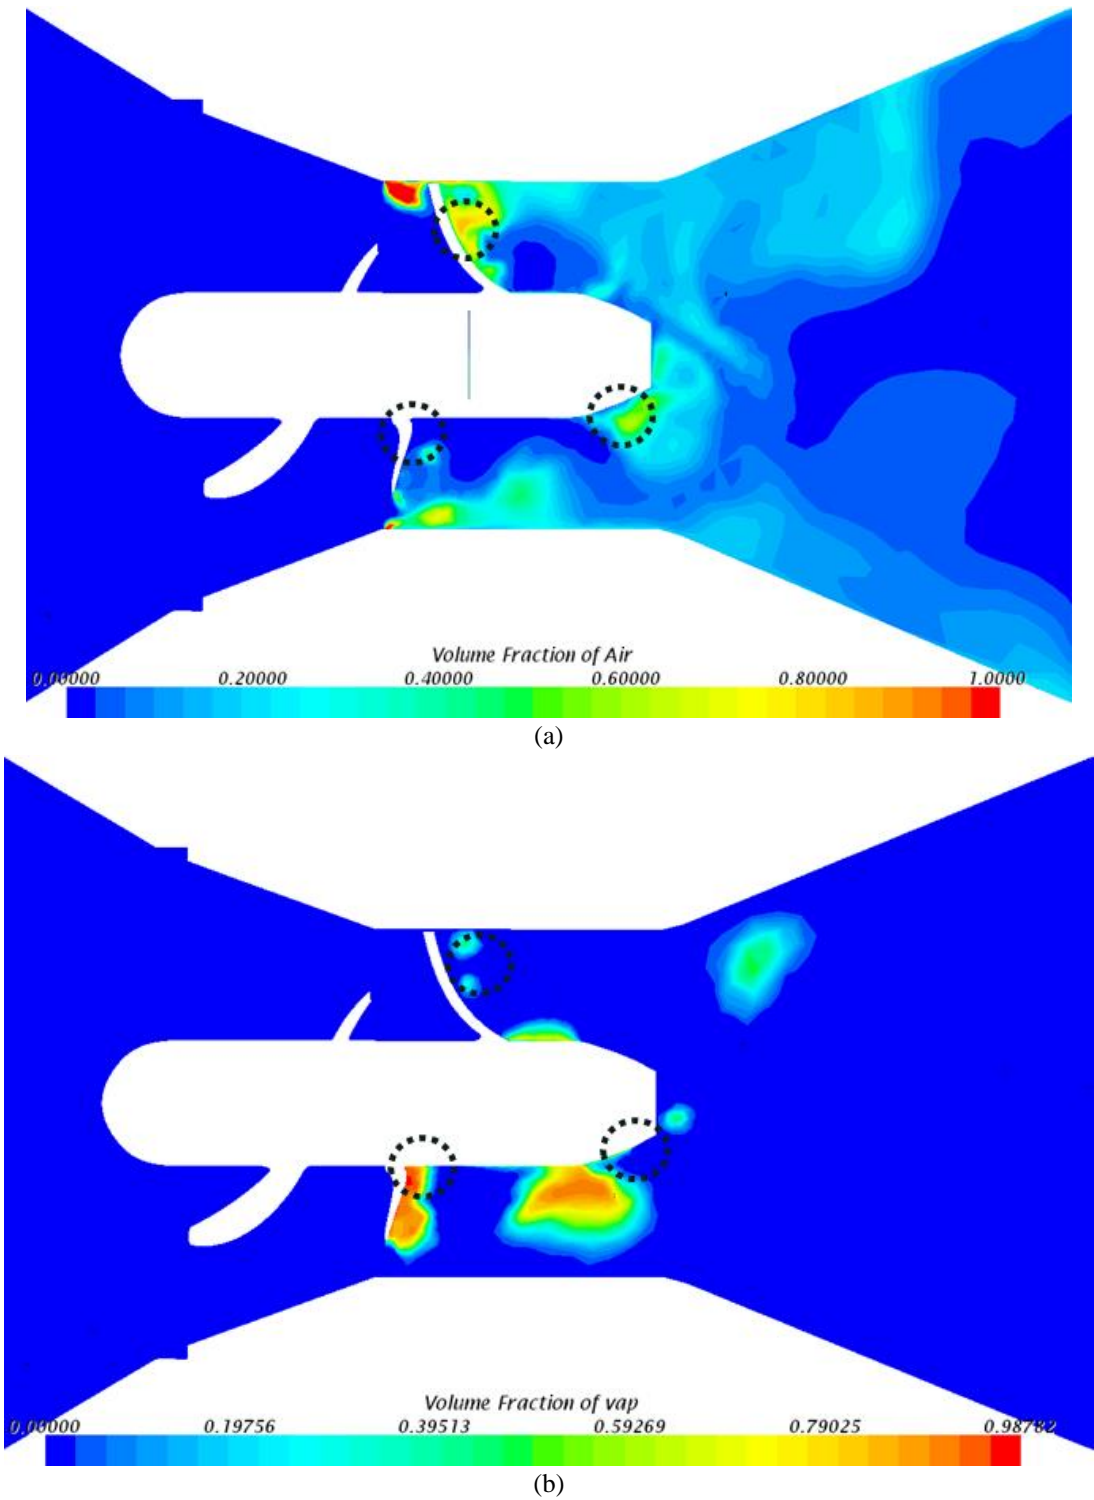 Volume Fraction of Air
0.00000 0.20000 0.40000 0.60000 0.80000 1.0000
(a)
Volume Fraction of vap
0.00000 0.19756 0.39513 0.59269 0.79025 0.98782
(b)